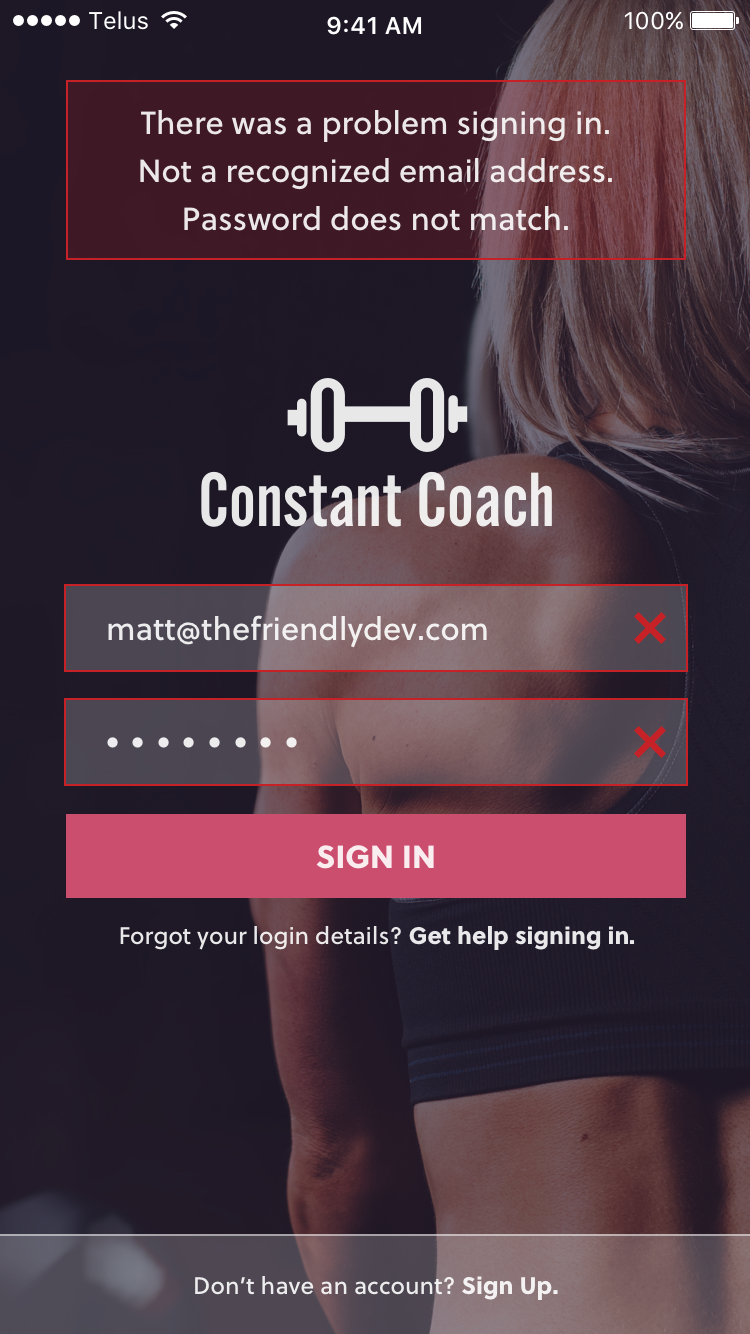 Telus 9:41 AM 100%
There was a problem signing in.
Not a recognized email address.
Password does not match.
Constant Coach
matt@thefriendlydev.com
SIGN IN
Forgot your login details? Get help signing in.
Don’t have an account? Sign Up.